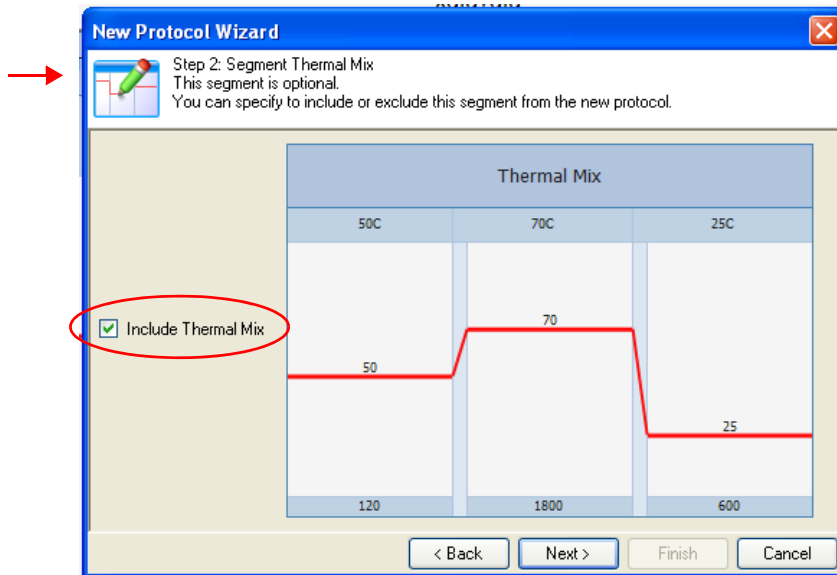 New Protocol Wizard
Step 2: Segment Thermal Mix
This segment is optional.
You can specify to include or exclude this segment from the new protocol.
Thermal Mix
50C 70C 25C
Include Thermal Mix
50 70 25
120 1800 600
< Back Next > Finish Cancel